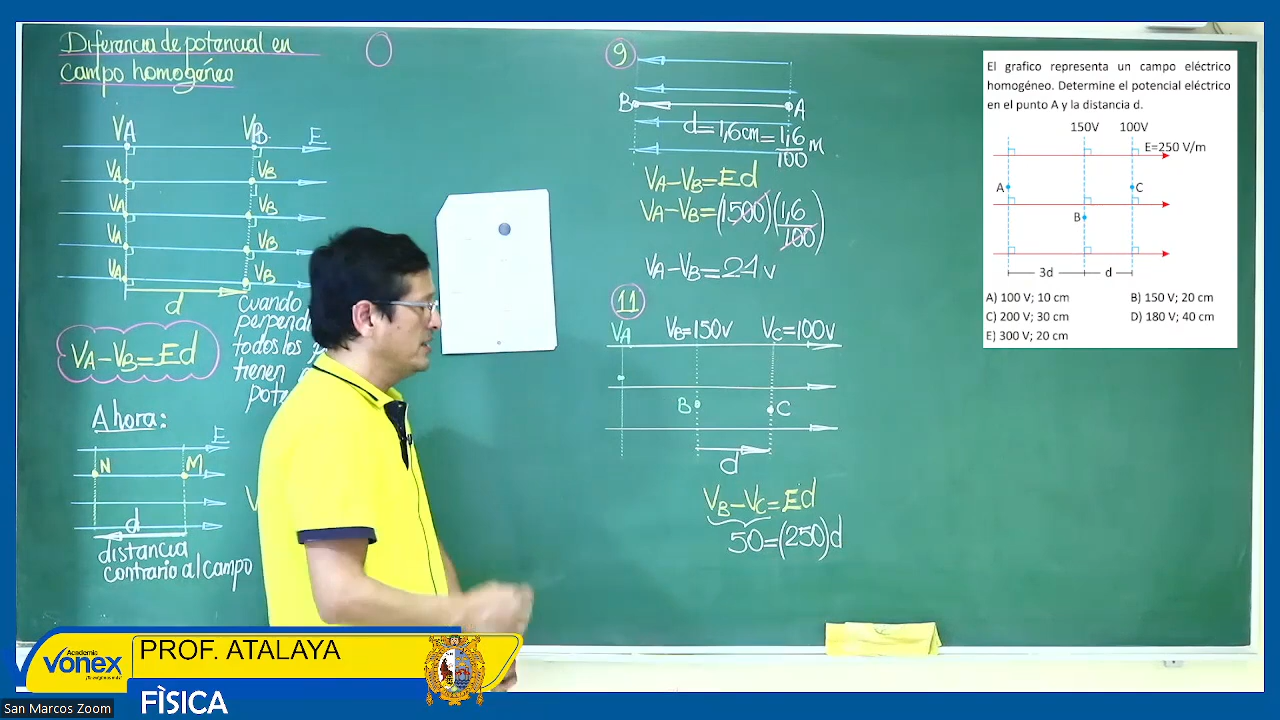 Diferencia de potencial en
campo homogéneo
VA VB E
VA VB
VA VB
VA VB
VA VB
d
cuando
todos los
tienen
VA-VB=Ed
Ahora:
E
N M
d
distancia
contrario al campo
V
9
B A
d=1,6cm=1,6/100 m
VA-VB=Ed
VA-VB=(1500)(1,6/100)
VA-VB=24v
11
VA VB=150v VC=100v
B C
d
VB-VC=Ed
50=(250)d
El grafico representa un campo eléctrico
homogéneo. Determine el potencial eléctrico
en el punto A y la distancia d.
150V 100V
E=250 V/m
A C
B
3d d
A) 100 V; 10 cm B) 150 V; 20 cm
C) 200 V; 30 cm D) 180 V; 40 cm
E) 300 V; 20 cm
Academia
Vonex
PROF. ATALAYA
FÌSICA
San Marcos Zoom